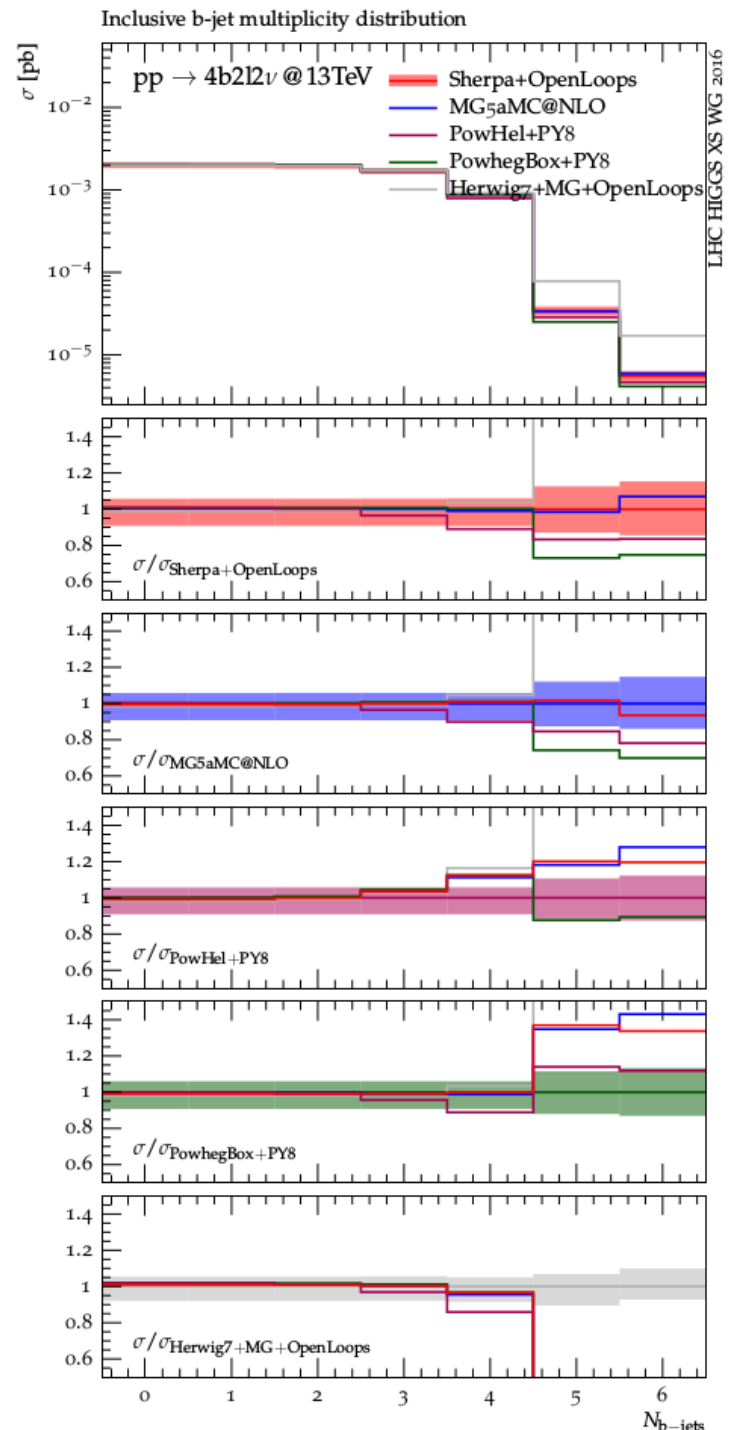 Inclusive b-jet multiplicity distribution
σ [pb]
pp → 4b2l2ν @ 13TeV
Sherpa+OpenLoops
MG5aMC@NLO
PowHel+PY8
PowhegBox+PY8
Herwig7+MG+OpenLoops
LHC HIGGS XS WG 2016
10⁻²
10⁻³
10⁻⁴
10⁻⁵
1.4
1.2
1
0.8
0.6
σ/σSherpa+OpenLoops
1.4
1.2
1
0.8
0.6
σ/σMG5aMC@NLO
1.4
1.2
1
0.8
0.6
σ/σPowHel+PY8
1.4
1.2
1
0.8
0.6
σ/σPowhegBox+PY8
1.4
1.2
1
0.8
0.6
σ/σHerwig7+MG+OpenLoops
0 1 2 3 4 5 6
Nb−jets